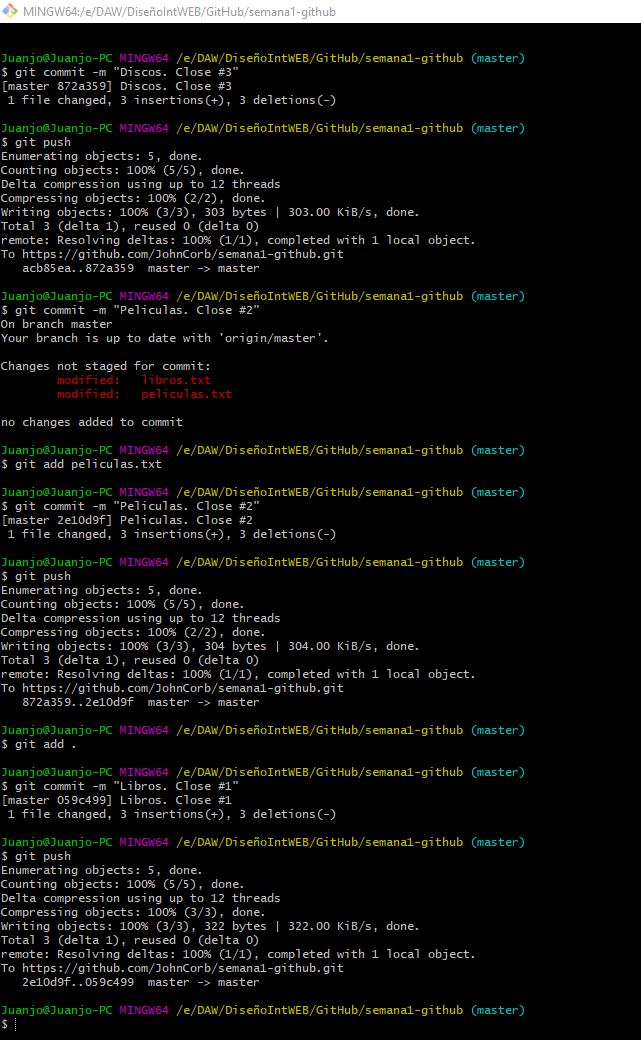 MINGW64:/e/DAW/DiseñoIntWEB/GitHub/semana1-github
Juanjo@Juanjo-PC MINGW64 /e/DAW/DiseñoIntWEB/GitHub/semana1-github (master)
$ git commit -m "Discos. Close #3"
[master 872a359] Discos. Close #3
 1 file changed, 3 insertions(+), 3 deletions(-)
Juanjo@Juanjo-PC MINGW64 /e/DAW/DiseñoIntWEB/GitHub/semana1-github (master)
$ git push
Enumerating objects: 5, done.
Counting objects: 100% (5/5), done.
Delta compression using up to 12 threads
Compressing objects: 100% (2/2), done.
Writing objects: 100% (3/3), 303 bytes | 303.00 KiB/s, done.
Total 3 (delta 1), reused 0 (delta 0)
remote: Resolving deltas: 100% (1/1), completed with 1 local object.
To https://github.com/JohnCorb/semana1-github.git
   acb85ea..872a359  master -> master
Juanjo@Juanjo-PC MINGW64 /e/DAW/DiseñoIntWEB/GitHub/semana1-github (master)
$ git commit -m "Peliculas. Close #2"
On branch master
Your branch is up to date with 'origin/master'.
Changes not staged for commit:
        modified:   libros.txt
        modified:   peliculas.txt
no changes added to commit
Juanjo@Juanjo-PC MINGW64 /e/DAW/DiseñoIntWEB/GitHub/semana1-github (master)
$ git add peliculas.txt
Juanjo@Juanjo-PC MINGW64 /e/DAW/DiseñoIntWEB/GitHub/semana1-github (master)
$ git commit -m "Peliculas. Close #2"
[master 2e10d9f] Peliculas. Close #2
 1 file changed, 3 insertions(+), 3 deletions(-)
Juanjo@Juanjo-PC MINGW64 /e/DAW/DiseñoIntWEB/GitHub/semana1-github (master)
$ git push
Enumerating objects: 5, done.
Counting objects: 100% (5/5), done.
Delta compression using up to 12 threads
Compressing objects: 100% (2/2), done.
Writing objects: 100% (3/3), 304 bytes | 304.00 KiB/s, done.
Total 3 (delta 1), reused 0 (delta 0)
remote: Resolving deltas: 100% (1/1), completed with 1 local object.
To https://github.com/JohnCorb/semana1-github.git
   872a359..2e10d9f  master -> master
Juanjo@Juanjo-PC MINGW64 /e/DAW/DiseñoIntWEB/GitHub/semana1-github (master)
$ git add .
Juanjo@Juanjo-PC MINGW64 /e/DAW/DiseñoIntWEB/GitHub/semana1-github (master)
$ git commit -m "Libros. Close #1"
[master 059c499] Libros. Close #1
 1 file changed, 3 insertions(+), 3 deletions(-)
Juanjo@Juanjo-PC MINGW64 /e/DAW/DiseñoIntWEB/GitHub/semana1-github (master)
$ git push
Enumerating objects: 5, done.
Counting objects: 100% (5/5), done.
Delta compression using up to 12 threads
Compressing objects: 100% (3/3), done.
Writing objects: 100% (3/3), 322 bytes | 322.00 KiB/s, done.
Total 3 (delta 1), reused 0 (delta 0)
remote: Resolving deltas: 100% (1/1), completed with 1 local object.
To https://github.com/JohnCorb/semana1-github.git
   2e10d9f..059c499  master -> master
Juanjo@Juanjo-PC MINGW64 /e/DAW/DiseñoIntWEB/GitHub/semana1-github (master)
$